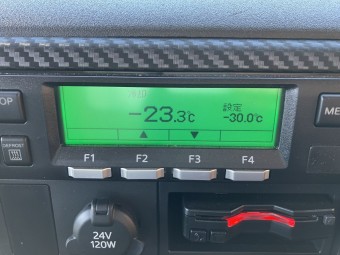 -23.3℃
設定
-30.0℃
▲ ▼
OP
ME
DEFROST
F1 F2 F3 F4
24V
120W